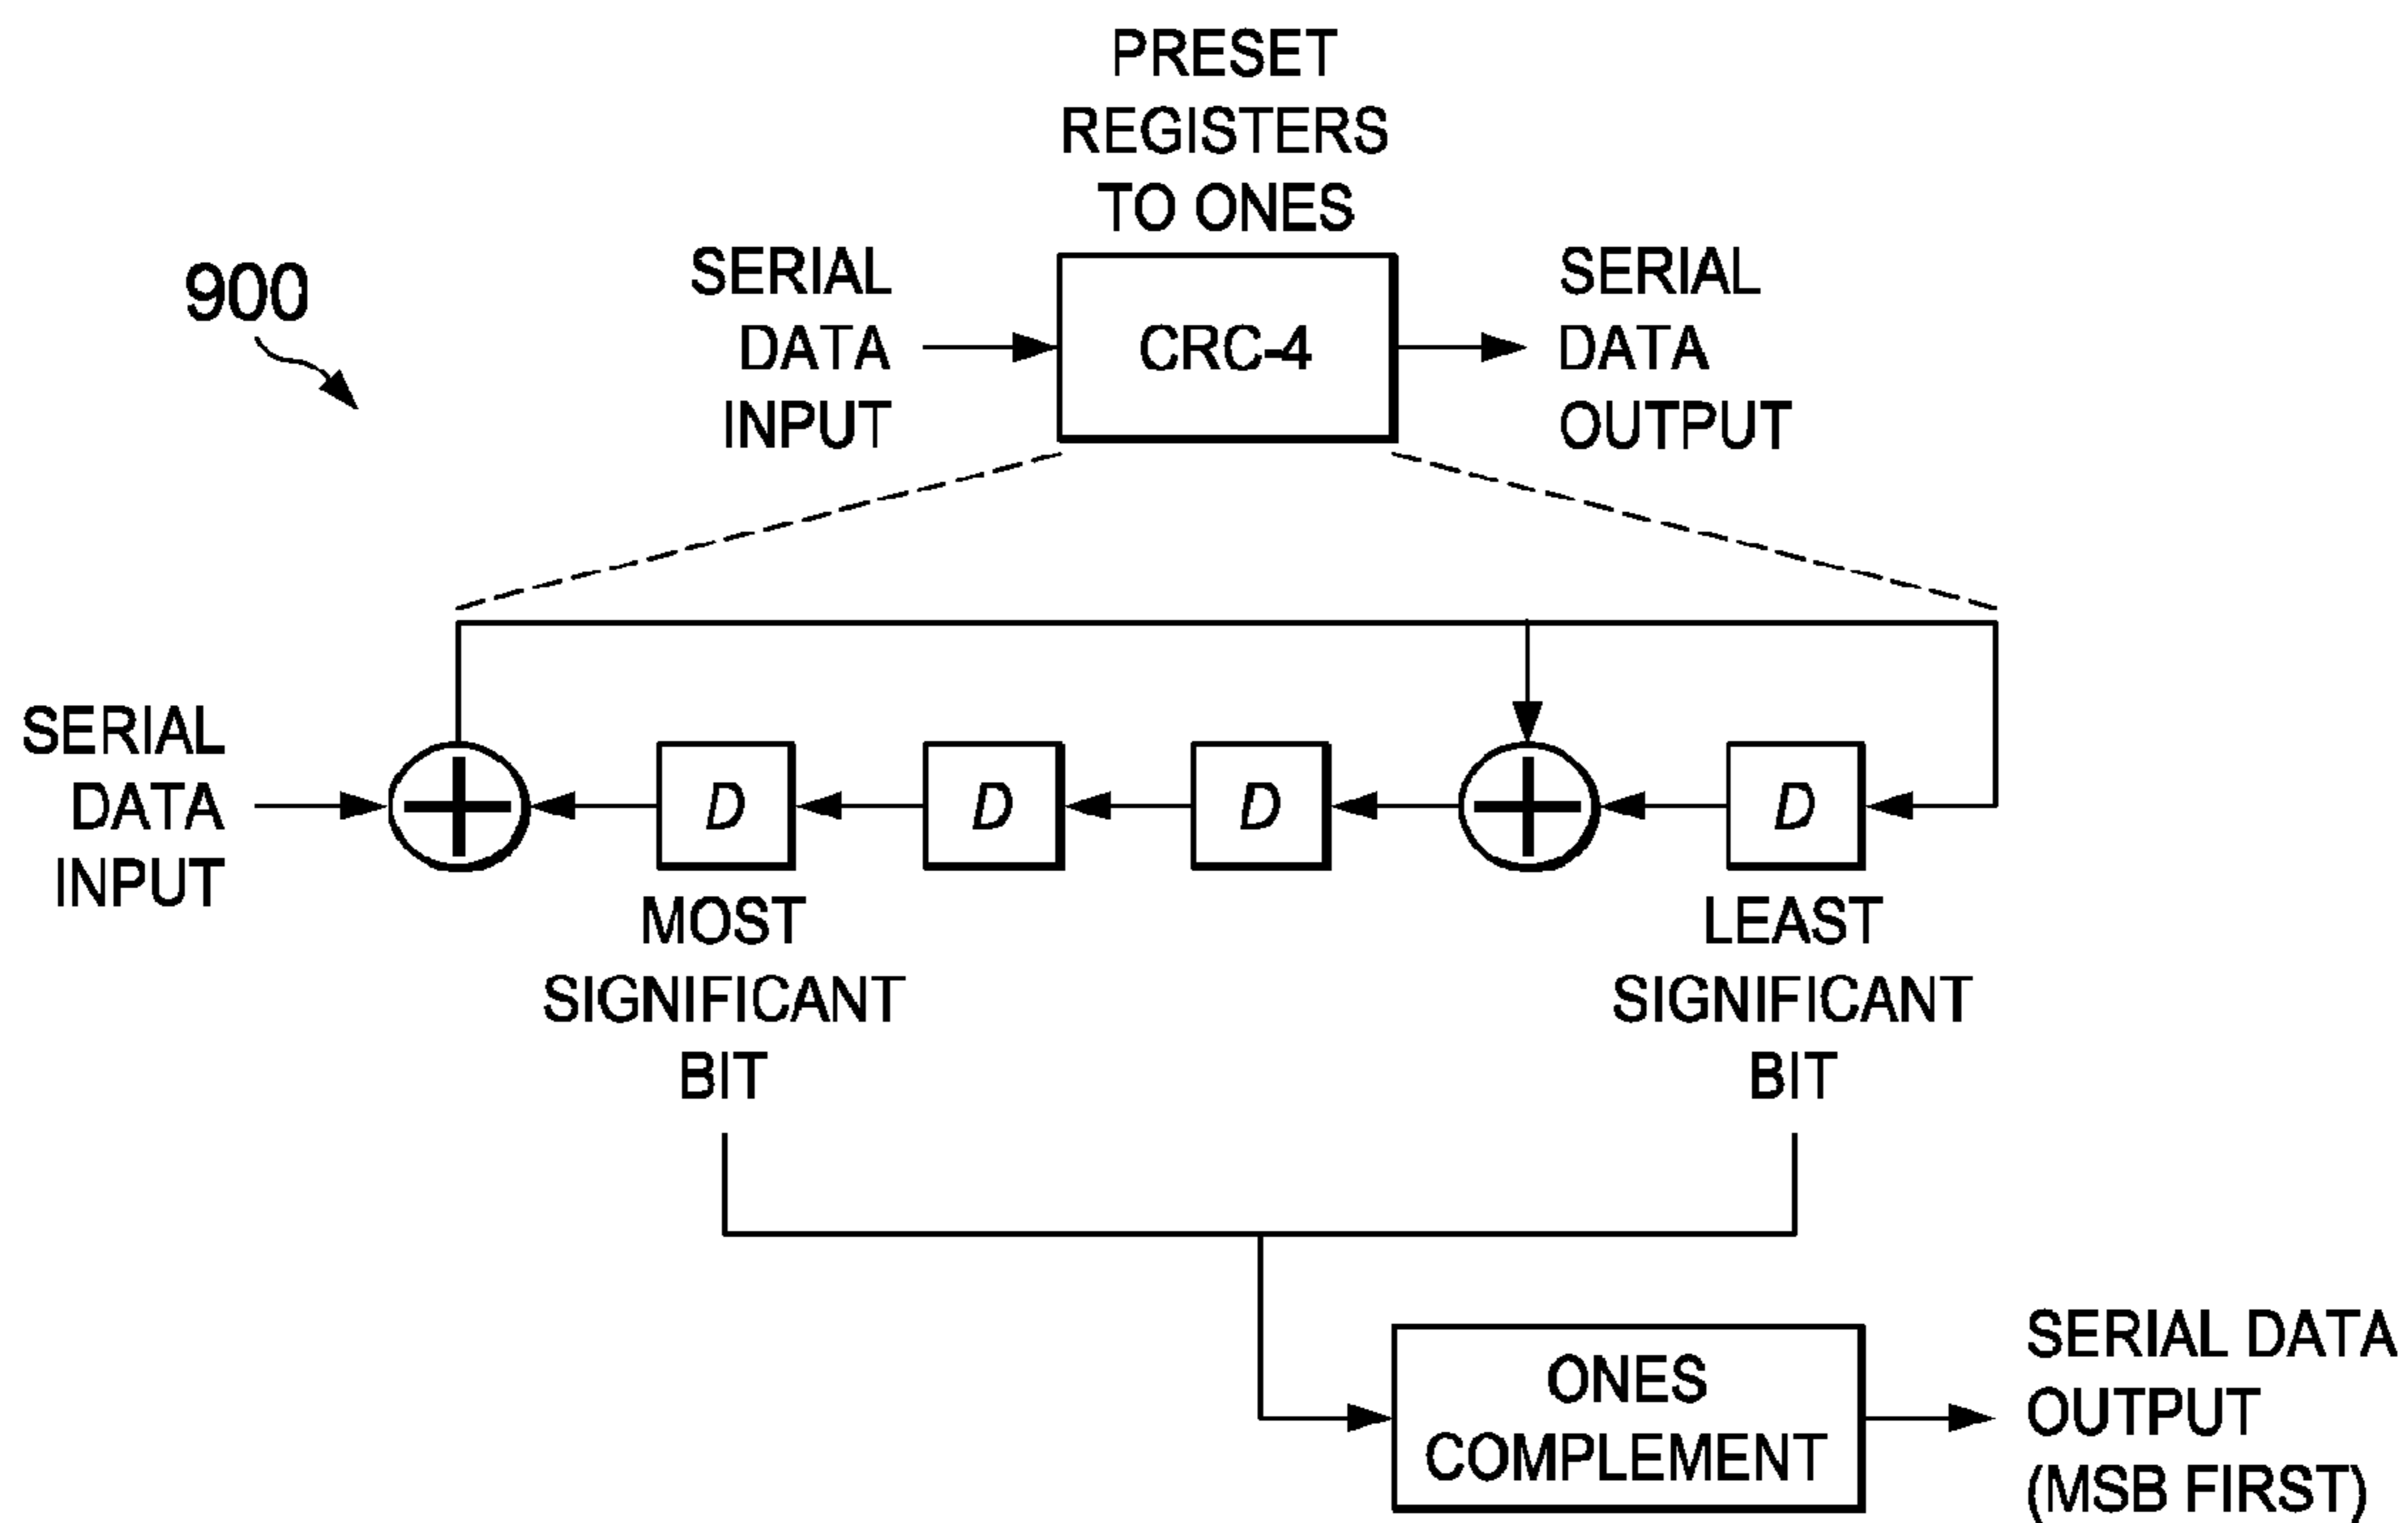 PRESET
REGISTERS
TO ONES
900
SERIAL
DATA
INPUT
CRC-4
SERIAL
DATA
OUTPUT
SERIAL
DATA
INPUT
D
D
D
D
MOST
SIGNIFICANT
BIT
LEAST
SIGNIFICANT
BIT
ONES
COMPLEMENT
SERIAL DATA
OUTPUT
(MSB FIRST)